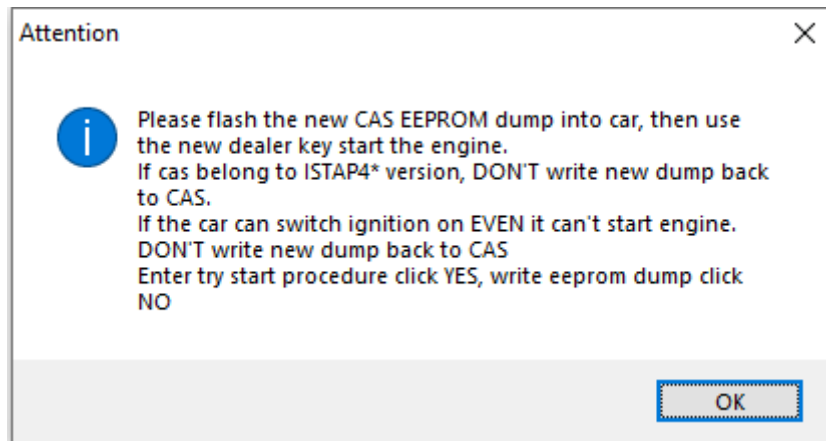 Attention
Please flash the new CAS EEPROM dump into car, then use
the new dealer key start the engine.
If cas belong to ISTAP4* version, DON'T write new dump back
to CAS.
If the car can switch ignition on EVEN it can't start engine.
DON'T write new dump back to CAS
Enter try start procedure click YES, write eeprom dump click
NO
OK